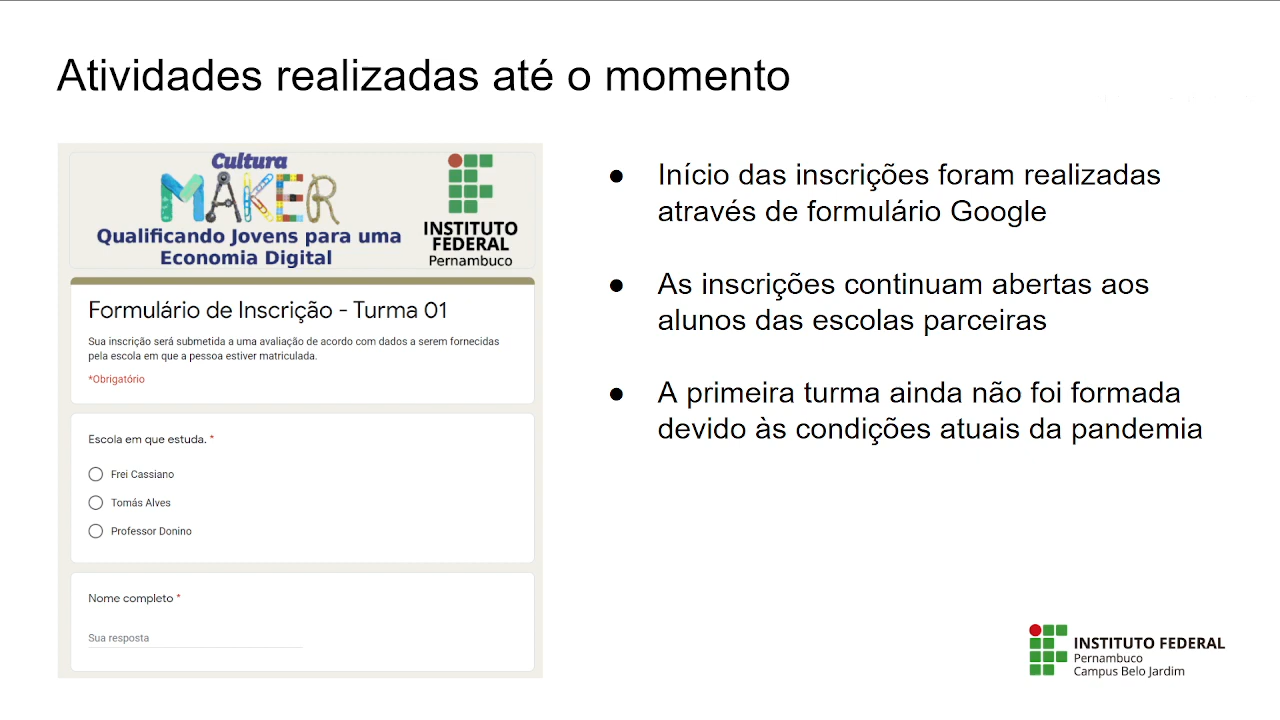 Atividades realizadas até o momento
Cultura
MAKER
Qualificando Jovens para uma
Economia Digital
INSTITUTO
FEDERAL
Pernambuco
Formulário de Inscrição - Turma 01
Sua inscrição será submetida a uma avaliação de acordo com dados a serem fornecidas
pela escola em que a pessoa estiver matriculada.
*Obrigatório
Escola em que estuda. *
Frei Cassiano
Tomás Alves
Professor Donino
Nome completo *
Sua resposta
● Início das inscrições foram realizadas
através de formulário Google
● As inscrições continuam abertas aos
alunos das escolas parceiras
● A primeira turma ainda não foi formada
devido às condições atuais da pandemia
INSTITUTO FEDERAL
Pernambuco
Campus Belo Jardim